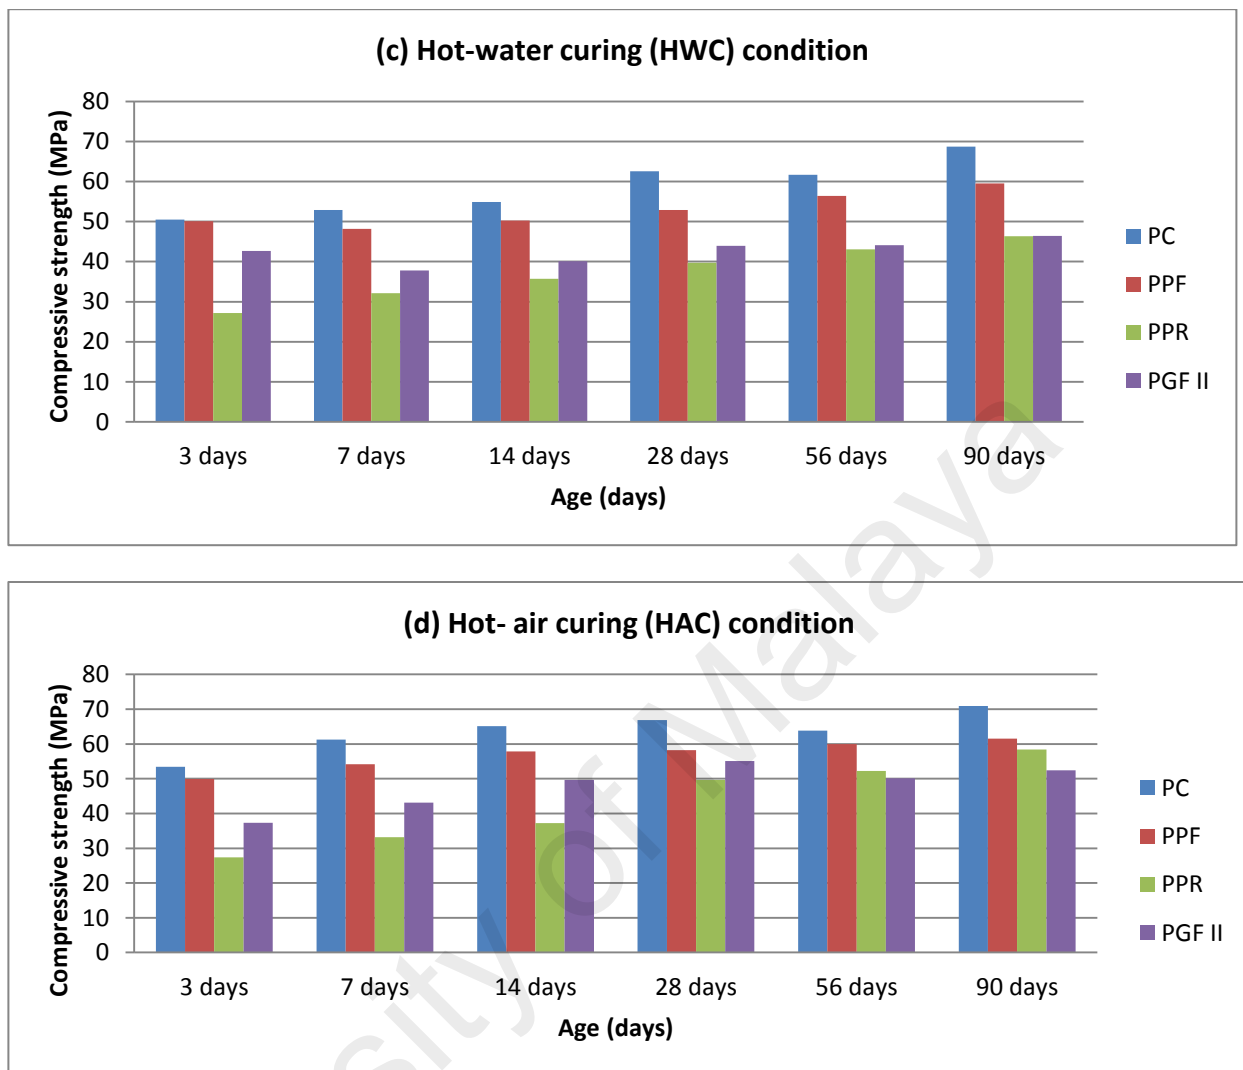 (c) Hot-water curing (HWC) condition
Compressive strength (MPa)
80
70
60
50
40
30
20
10
0
3 days 7 days 14 days 28 days 56 days 90 days
Age (days)
PC
PPF
PPR
PGF II
(d) Hot- air curing (HAC) condition
Compressive strength (MPa)
80
70
60
50
40
30
20
10
0
3 days 7 days 14 days 28 days 56 days 90 days
Age (days)
PC
PPF
PPR
PGF II
sity of Malaya